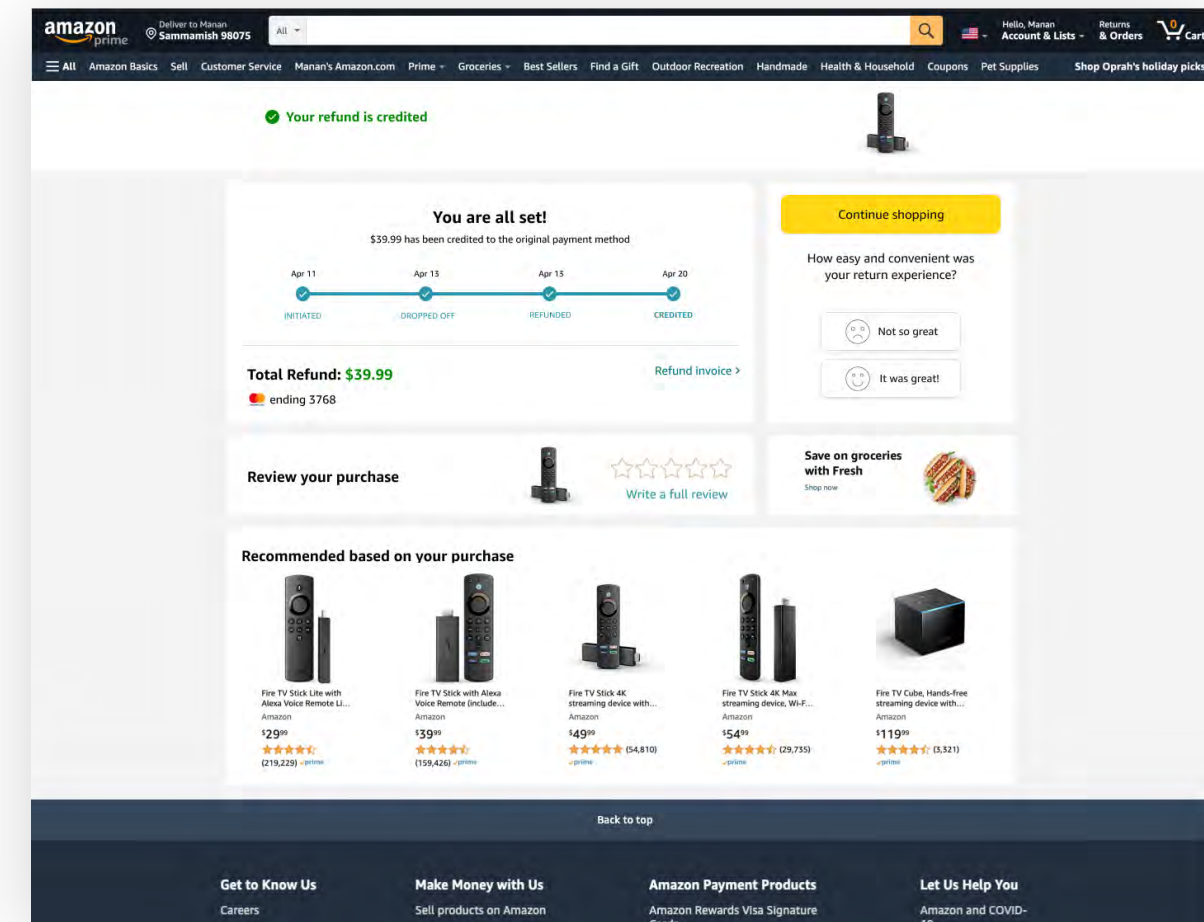 amazon
prime
Deliver to Manan
Sammamish 98075
All
Hello, Manan
Account & Lists
Returns
& Orders
0
Cart
All Amazon Basics Sell Customer Service Manan's Amazon.com Prime Groceries Best Sellers Find a Gift Outdoor Recreation Handmade Health & Household Coupons Pet Supplies Shop Oprah's holiday picks
Your refund is credited
You are all set!
$39.99 has been credited to the original payment method
Apr 11 Apr 13 Apr 13 Apr 20
INITIATED DROPPED OFF REFUNDED CREDITED
Total Refund: $39.99
Refund invoice ›
ending 3768
Continue shopping
How easy and convenient was
your return experience?
Not so great
It was great!
Review your purchase
Write a full review
Save on groceries
with Fresh
Shop now
Recommended based on your purchase
Fire TV Stick Lite with
Alexa Voice Remote Li...
Amazon
$2999
(219,229) prime
Fire TV Stick with Alexa
Voice Remote (include...
Amazon
$3999
(159,426) prime
Fire TV Stick 4K
streaming device with...
Amazon
$4999
(54,810)
prime
Fire TV Stick 4K Max
streaming device, Wi-F...
Amazon
$5499
(29,735)
prime
Fire TV Cube, Hands-free
streaming device with...
Amazon
$11999
(3,321)
prime
Back to top
Get to Know Us
Careers
Make Money with Us
Sell products on Amazon
Amazon Payment Products
Amazon Rewards Visa Signature
Let Us Help You
Amazon and COVID-